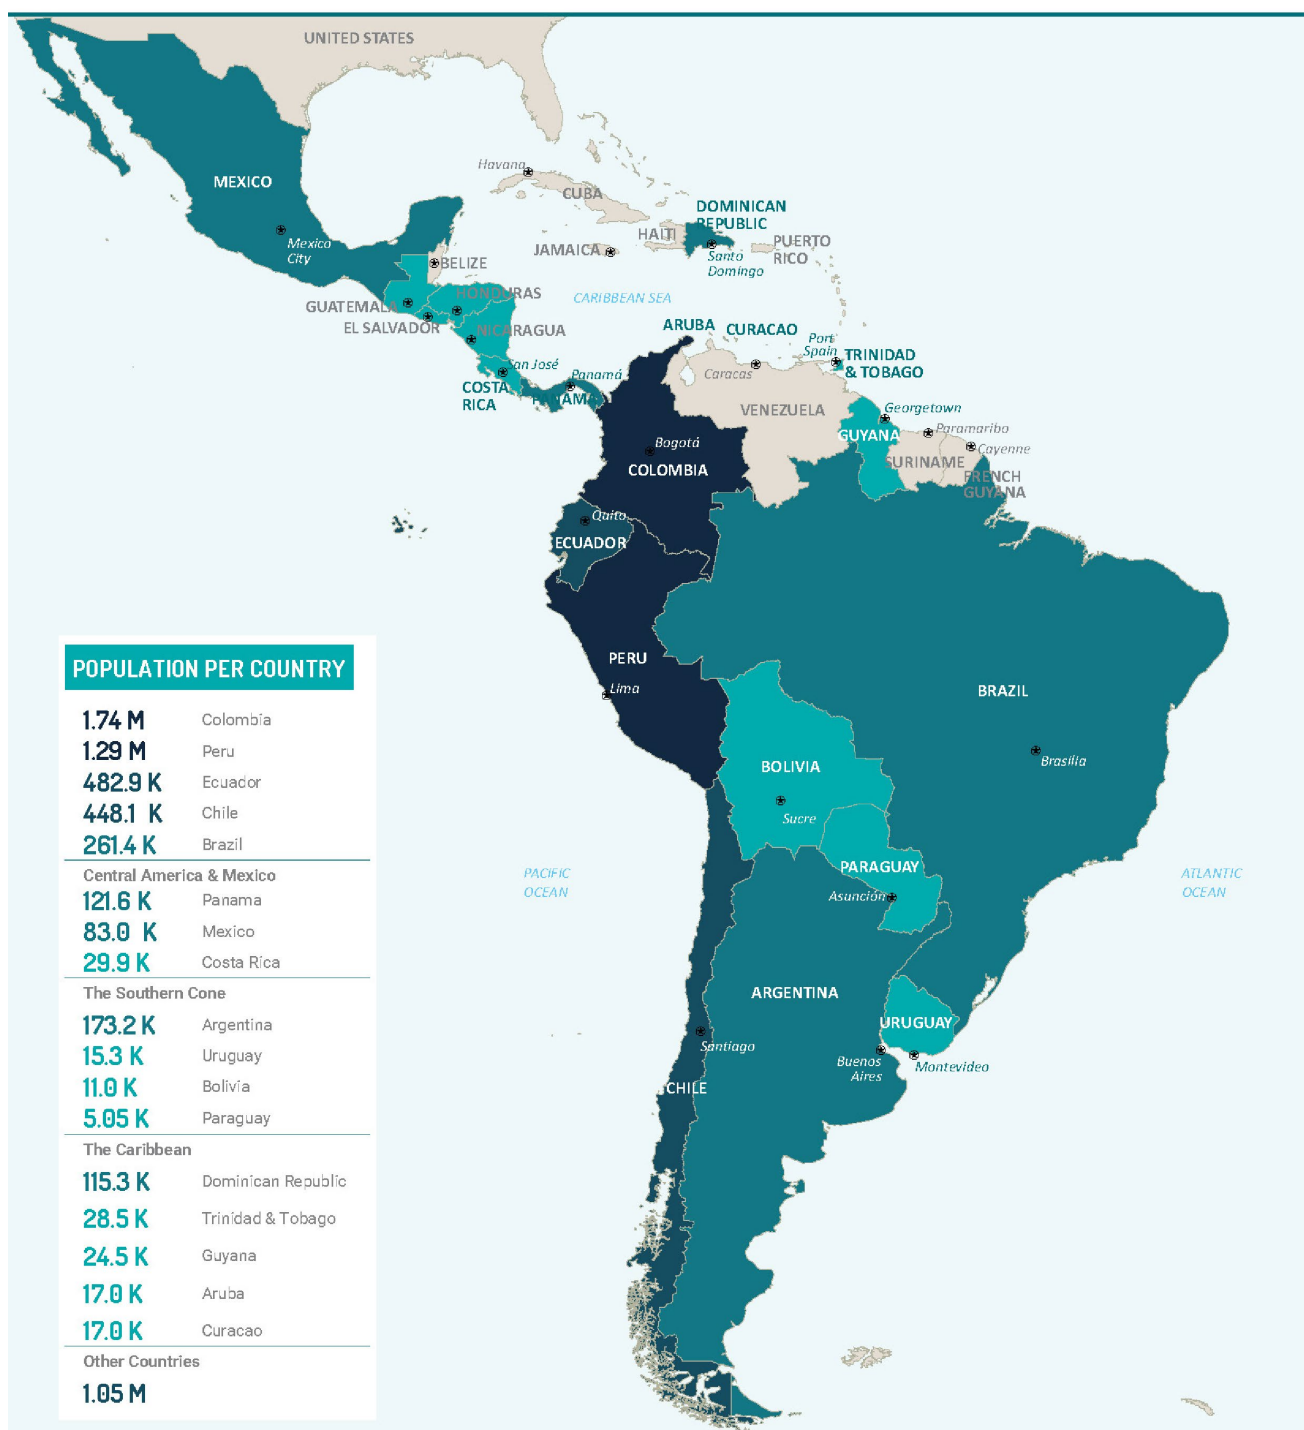 UNITED STATES
MEXICO
Mexico
City
Havana
CUBA
DOMINICAN
REPUBLIC
HAITI
JAMAICA
Santo
Domingo
PUERTO
RICO
BELIZE
GUATEMALA
HONDURAS
EL SALVADOR
NICARAGUA
CARIBBEAN SEA
ARUBA
CURACAO
Port
Spain
TRINIDAD
& TOBAGO
San José
COSTA
RICA
Panamá
PANAMA
Caracas
VENEZUELA
Georgetown
GUYANA
Paramaribo
SURINAME
Cayenne
FRENCH
GUYANA
Bogotá
COLOMBIA
Quito
ECUADOR
PERU
Lima
BRAZIL
Brasilia
BOLIVIA
Sucre
PARAGUAY
Asunción
PACIFIC
OCEAN
ATLANTIC
OCEAN
ARGENTINA
URUGUAY
Santiago
Buenos
Aires
Montevideo
CHILE
POPULATION PER COUNTRY
1.74 M Colombia
1.29 M Peru
482.9 K Ecuador
448.1 K Chile
261.4 K Brazil
Central America & Mexico
121.6 K Panama
83.0 K Mexico
29.9 K Costa Rica
The Southern Cone
173.2 K Argentina
15.3 K Uruguay
11.0 K Bolivia
5.05 K Paraguay
The Caribbean
115.3 K Dominican Republic
28.5 K Trinidad & Tobago
24.5 K Guyana
17.0 K Aruba
17.0 K Curacao
Other Countries
1.05 M